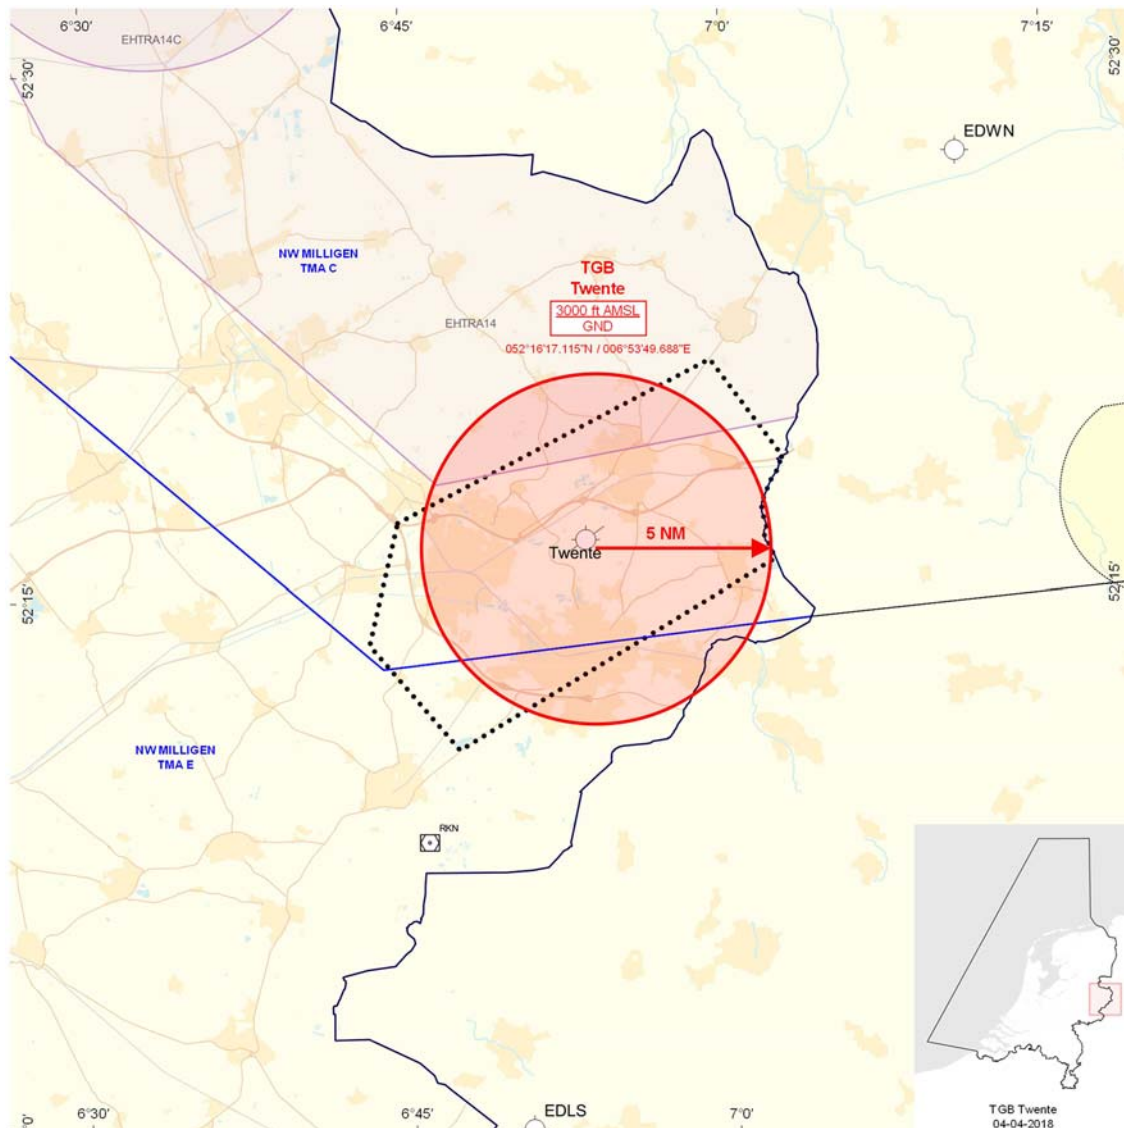 6°30'
6°45'
7°0'
7°15'
EHTRA14C
52°30'
52°30'
EDWN
NW MILLIGEN
TMA C
TGB
Twente
3000 ft AMSL
GND
EHTRA14
052°16'17.115"N / 006°53'49.688"E
5 NM
Twente
52°15'
52°15'
NW MILLIGEN
TMA E
RKN
6°30'
6°45'
EDLS
7°0'
TGB Twente
04-04-2018